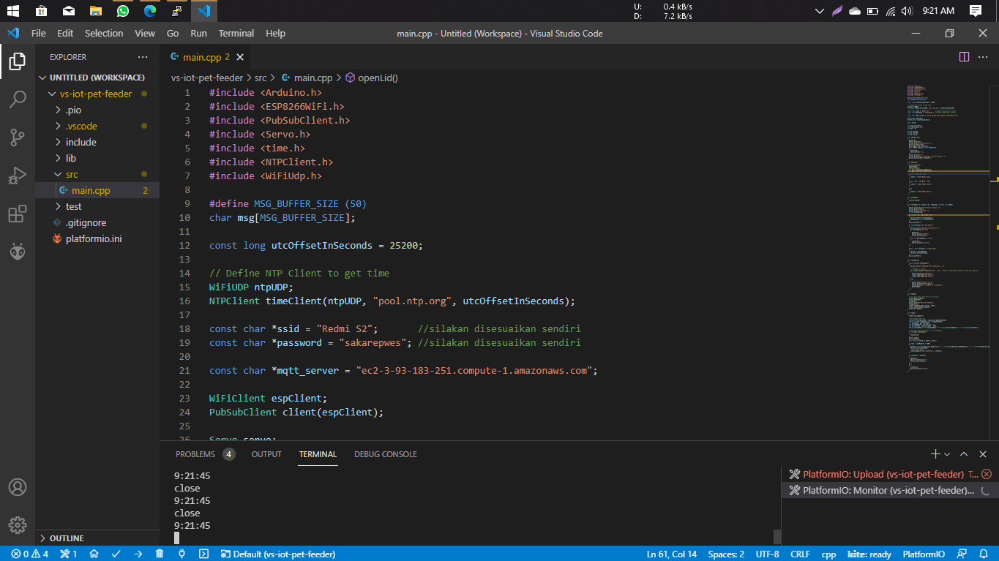 U: 0.4 kB/s
D: 7.2 kB/s
9:21 AM
File Edit Selection View Go Run Terminal Help
main.cpp - Untitled (Workspace) - Visual Studio Code
EXPLORER
UNTITLED (WORKSPACE)
vs-iot-pet-feeder
.pio
.vscode
include
lib
src
main.cpp 2
test
.gitignore
platformio.ini
OUTLINE
main.cpp 2
vs-iot-pet-feeder > src > main.cpp > openLid()
1 #include <Arduino.h>
2 #include <ESP8266WiFi.h>
3 #include <PubSubClient.h>
4 #include <Servo.h>
5 #include <time.h>
6 #include <NTPClient.h>
7 #include <WiFiUdp.h>
8
9 #define MSG_BUFFER_SIZE (50)
10 char msg[MSG_BUFFER_SIZE];
11
12 const long utcOffsetInSeconds = 25200;
13
14 // Define NTP Client to get time
15 WiFiUDP ntpUDP;
16 NTPClient timeClient(ntpUDP, "pool.ntp.org", utcOffsetInSeconds);
17
18 const char *ssid = "Redmi S2"; //silakan disesuaikan sendiri
19 const char *password = "sakarepwes"; //silakan disesuaikan sendiri
20
21 const char *mqtt_server = "ec2-3-93-183-251.compute-1.amazonaws.com";
22
23 WiFiClient espClient;
24 PubSubClient client(espClient);
25
26 Servo servo;
PROBLEMS 4 OUTPUT TERMINAL DEBUG CONSOLE
9:21:45
close
9:21:45
close
9:21:45
PlatformIO: Upload (vs-iot-pet-feeder) T...
PlatformIO: Monitor (vs-iot-pet-feeder)...
0 4 1 Default (vs-iot-pet-feeder) Ln 61, Col 14 Spaces: 2 UTF-8 CRLF cpp kite: ready PlatformIO